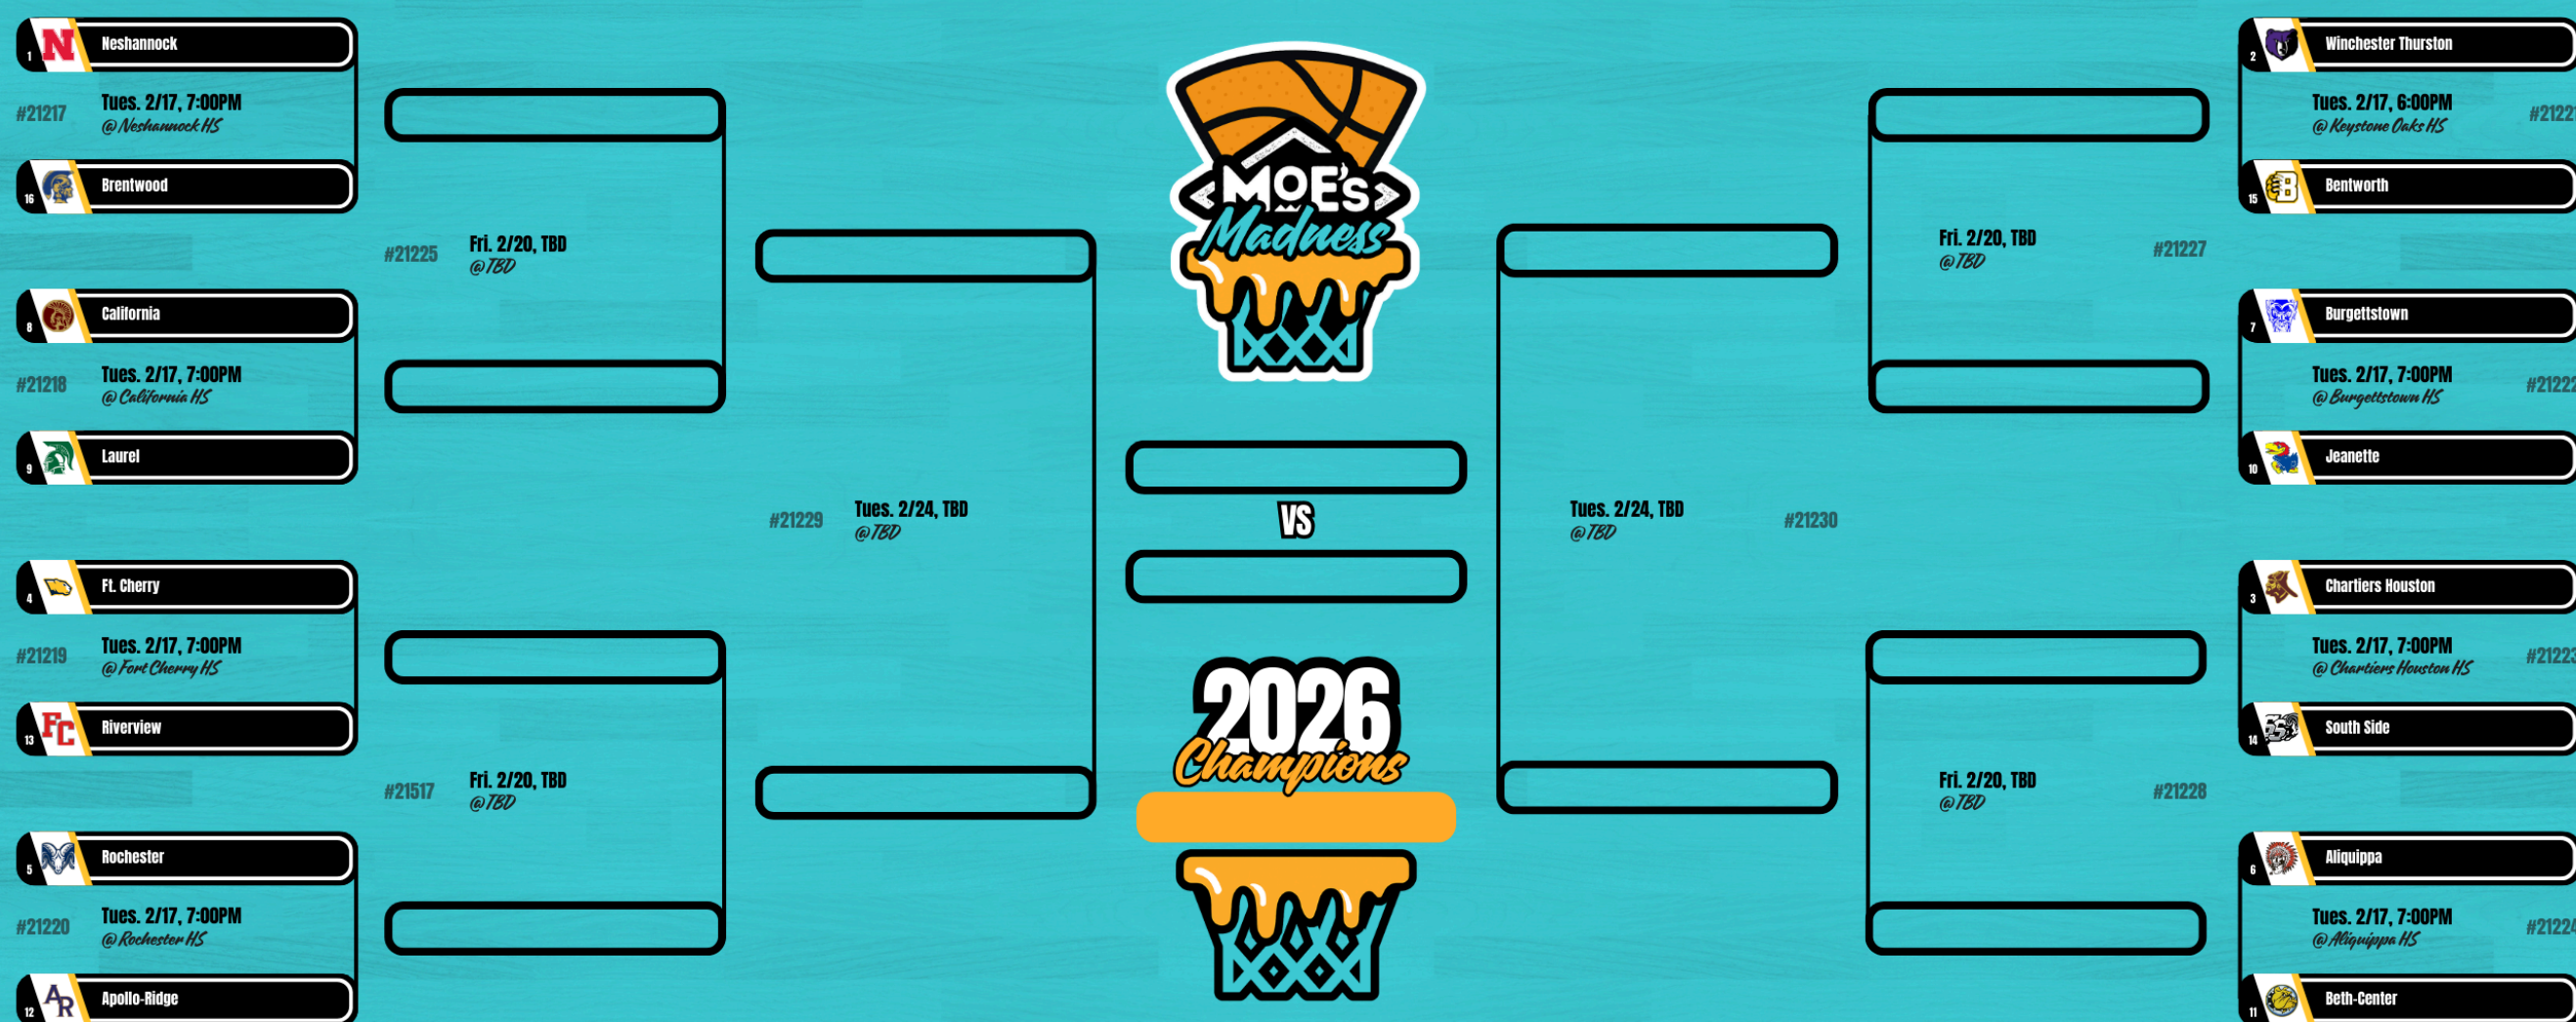 1
N
Neshannock
#21217
Tues. 2/17, 7:00PM
@ Neshannock HS
16
Brentwood
#21225
Fri. 2/20, TBD
@ TBD
8
California
#21218
Tues. 2/17, 7:00PM
@ California HS
9
Laurel
#21229
Tues. 2/24, TBD
@ TBD
4
Ft. Cherry
#21219
Tues. 2/17, 7:00PM
@ Fort Cherry HS
13
FC
Riverview
#21517
Fri. 2/20, TBD
@ TBD
5
Rochester
#21220
Tues. 2/17, 7:00PM
@ Rochester HS
12
AR
Apollo-Ridge
MOE's
Madness
VS
2026
Champions
2
Winchester Thurston
Tues. 2/17, 6:00PM
#2122
@ Keystone Oaks HS
15
B
Bentworth
Fri. 2/20, TBD
#21227
@ TBD
7
Burgettstown
Tues. 2/17, 7:00PM
#21222
@ Burgettstown HS
10
Jeanette
Tues. 2/24, TBD
#21230
@ TBD
3
Chartiers Houston
Tues. 2/17, 7:00PM
#21223
@ Chartiers Houston HS
14
South Side
Fri. 2/20, TBD
#21228
@ TBD
6
Aliquippa
Tues. 2/17, 7:00PM
#21224
@ Aliquippa HS
11
Beth-Center